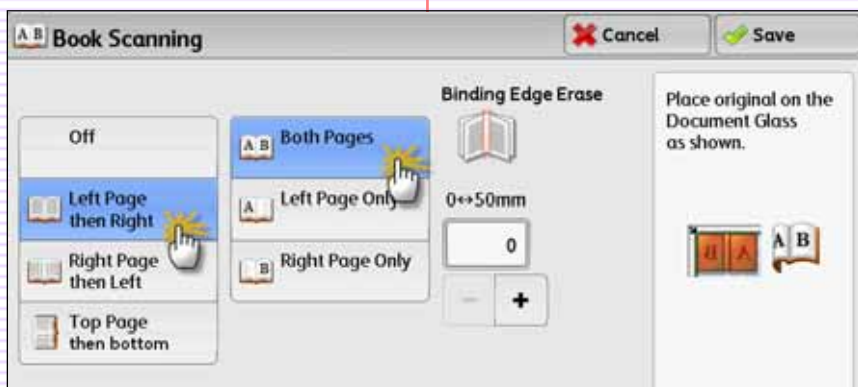 A B Book Scanning
Cancel
Save
Off
Left Page
then Right
Right Page
then Left
Top Page
then bottom
A B Both Pages
A Left Page Only
B Right Page Only
Binding Edge Erase
0↔50mm
0
- +
Place original on the
Document Glass
as shown.
B A
A B